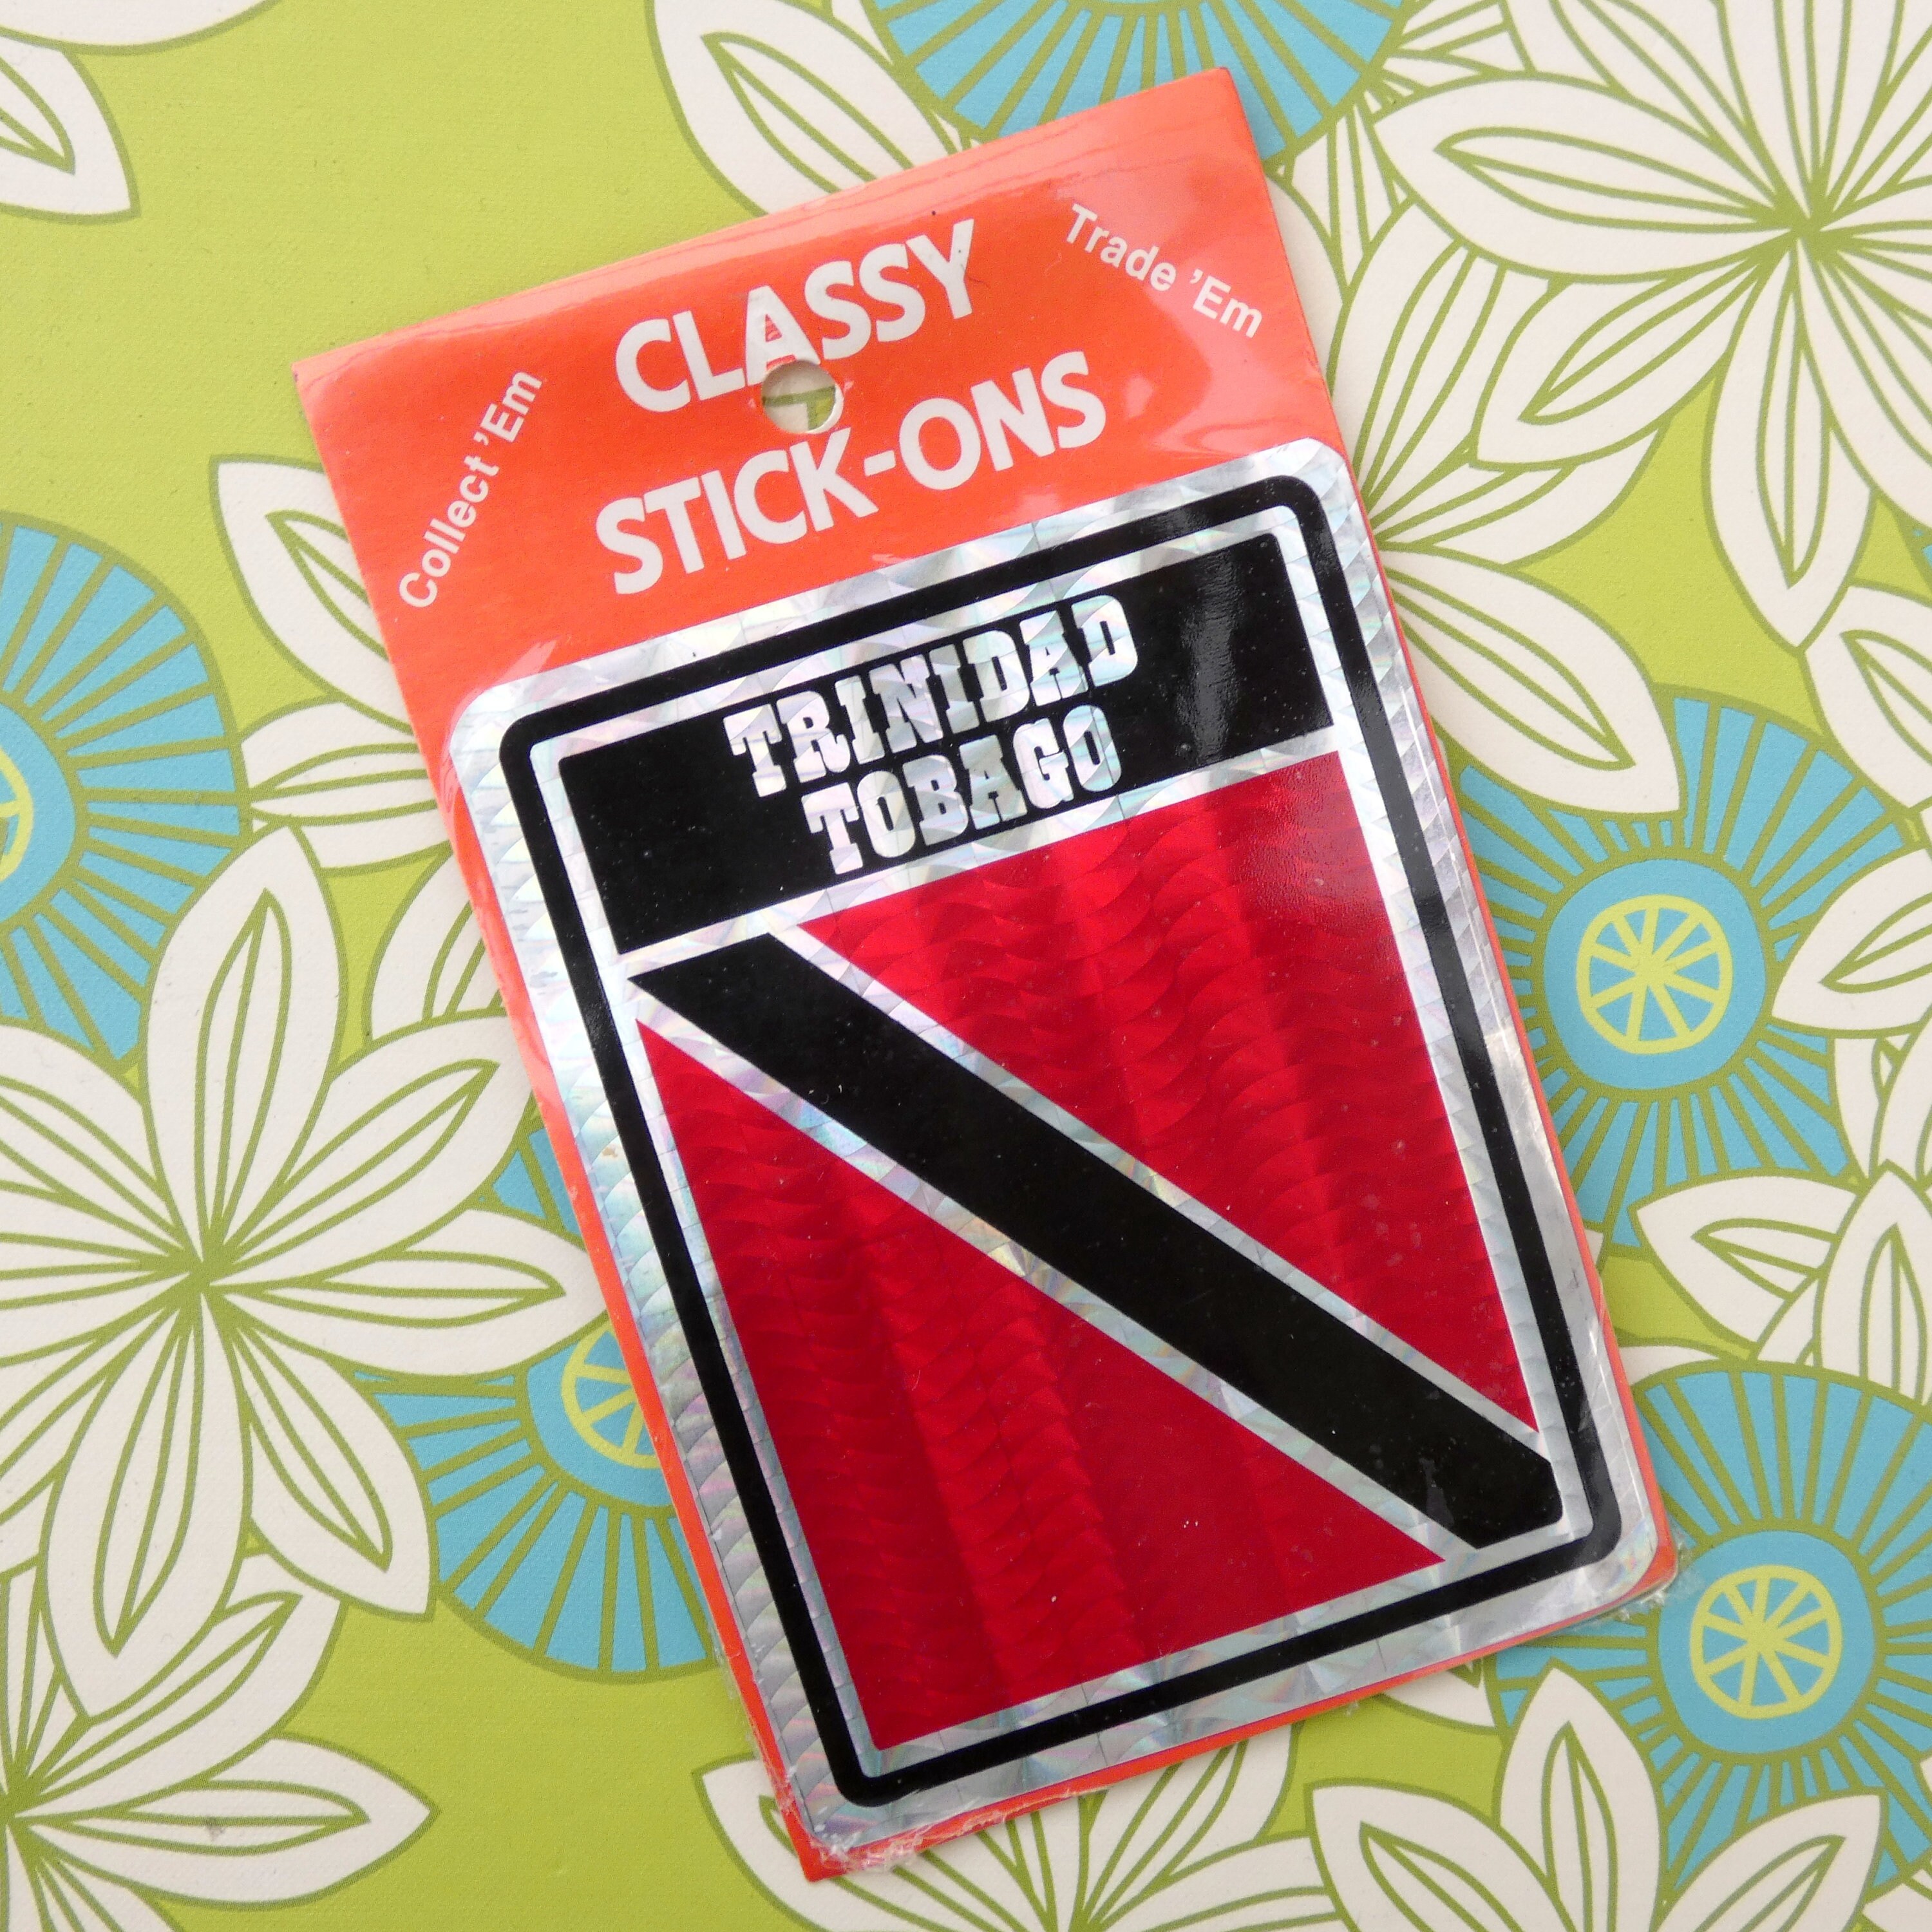 Collect 'Em
CLASSY
STICK-ONS
Trade 'Em
TRINIDAD
TOBAGO